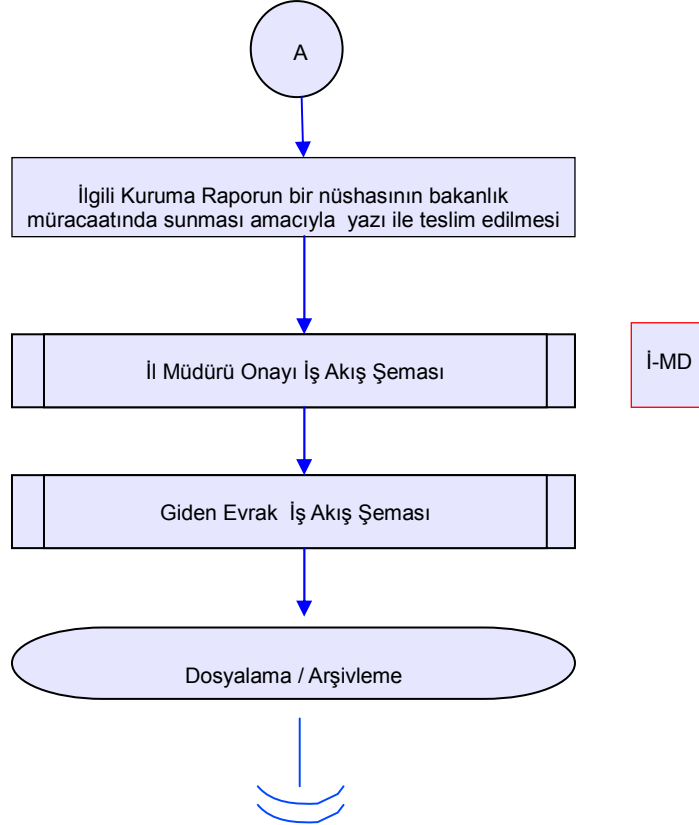 A
İlgili Kuruma Raporun bir nüshasının bakanlık
müracaatında sunması amacıyla yazı ile teslim edilmesi
İl Müdürü Onayı İş Akış Şeması
İ-MD
Giden Evrak İş Akış Şeması
Dosyalama / Arşivleme